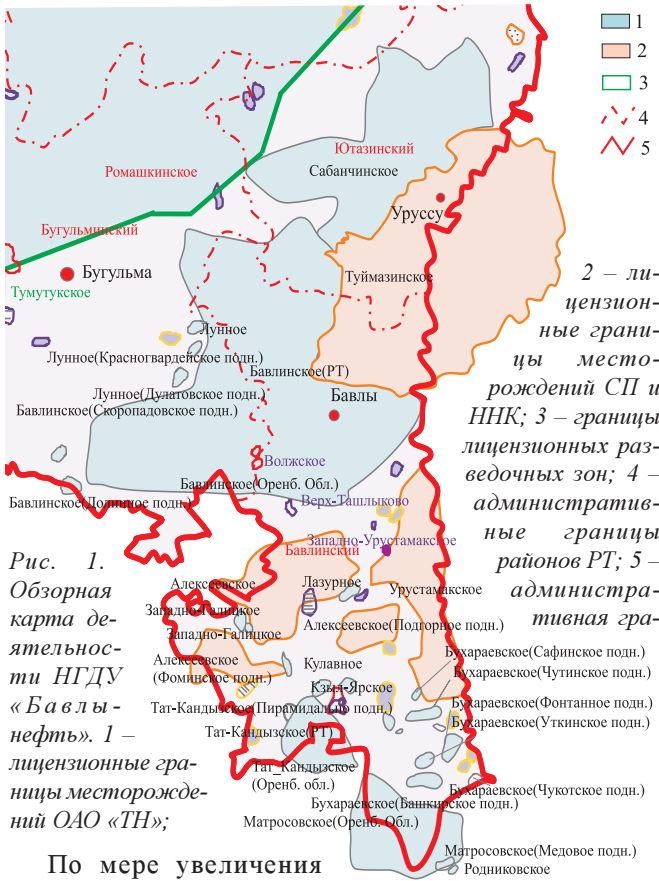 1
2
3
4
5
Ютазинский
Сабанчинское
Ромашкинское
Уруссу
Бугульминский
Бугульма
Туймазинское
Тумутукское
Лунное
Лунное(Красногвардейское подн.)
Бавлинское(РТ)
Лунное(Дулатовское подн.)
Бавлы
Бавлинское(Скоропадовское подн.)
Волжское
Бавлинское(Оренб. Обл.)
Верх-Ташлыково
Бавлинское(Долинное подн.)
Западно-Урустамакское
Бавлинский
Алексеевское
Лазурное
Урустамакское
Западно-Галицкое
Алексеевское(Подгорное подн.)
Западно-Галицкое
Бухараевское(Сафинское подн.)
Алексеевское
(Фоминское подн.)
Кулавное
Бухараевское(Чутинское подн.)
Кзыл-Ярское
Тат-Кандызское(Пирамидально подн.)
Бухараевское(Фонтанное подн.)
Тат-Кандызское(РТ)
Бухараевское(Уткинское подн.)
Тат_Кандызское
(Оренб. обл.)
Бухараевское(Чукотское подн.)
Бухараевское(Башкирское подн.)
Матросовское(Оренб. Обл.)
Матросовское(Медовое подн.)
Родниковское
Рис. 1.
Обзорная
карта де-
ятельнос-
ти НГДУ
«Бавлы-
нефть». 1 –
лицензионные гра-
ницы месторожде-
ний ОАО «ТН»;
2 – ли-
цензион-
ные грани-
цы место-
рождений СП и
ННК; 3 – границы
лицензионных раз-
ведочных зон; 4 –
административ-
ные границы
районов РТ; 5 –
администра-
тивная гра-
По мере увеличения